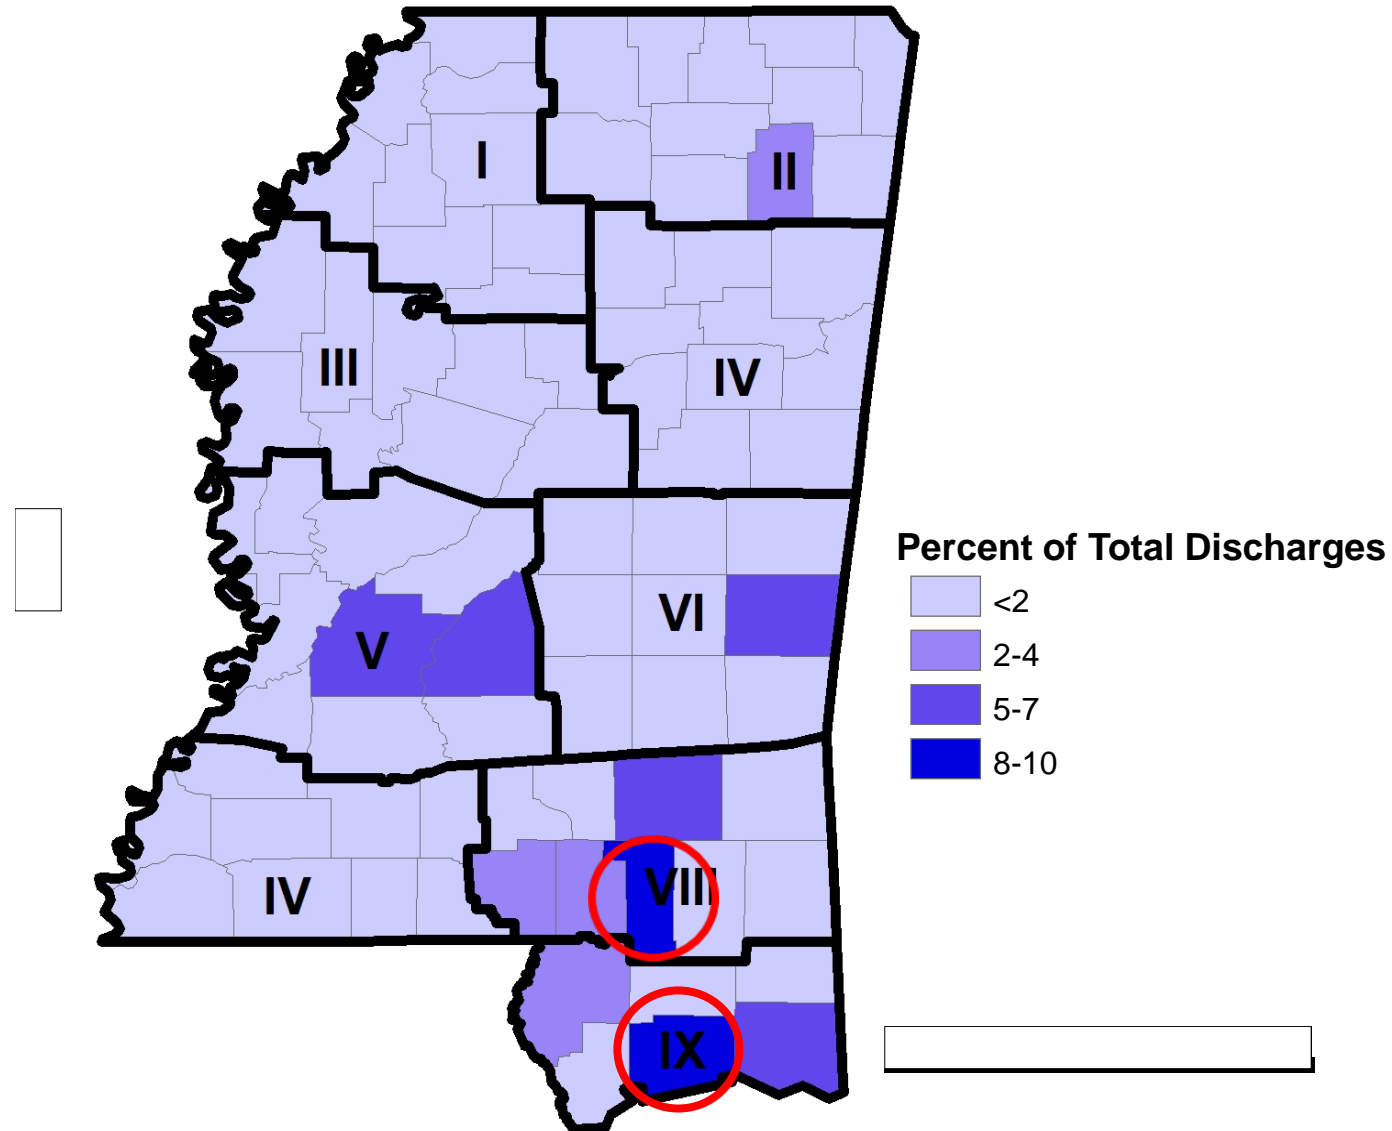 I
II
III
IV
Percent of Total Discharges
<2
V
VI
2-4
5-7
8-10
IV
VIII
IX